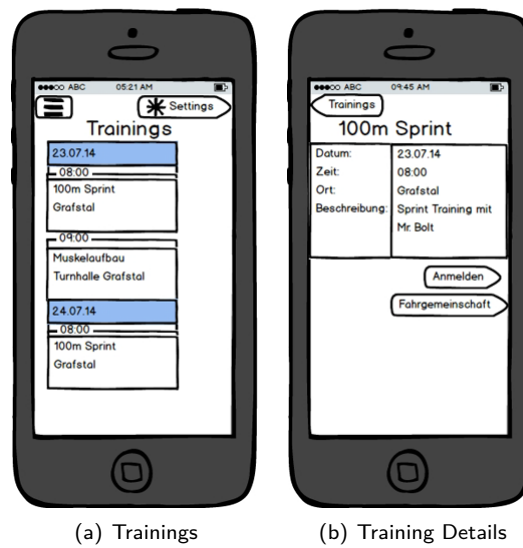 ABC 05:21 AM
Settings
Trainings
23.07.14
08:00
100m Sprint
Grafstal
09:00
Muskelaufbau
Turnhalle Grafstal
24.07.14
08:00
100m Sprint
Grafstal
(a) Trainings
ABC 09:45 AM
Trainings
100m Sprint
Datum: 23.07.14
Zeit: 08:00
Ort: Grafstal
Beschreibung: Sprint Training mit
Mr. Bolt
Anmelden
Fahrgemeinschaft
(b) Training Details